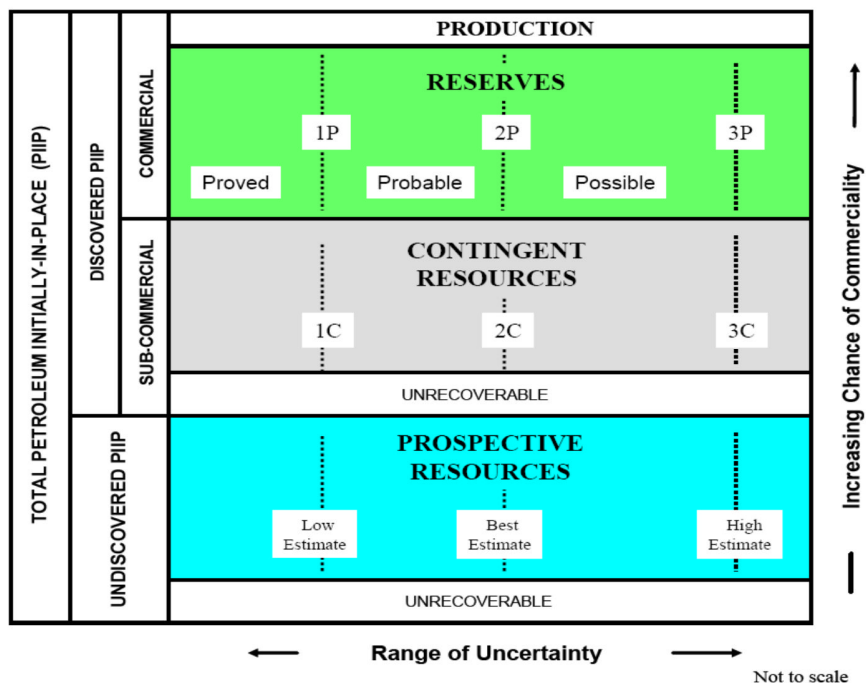 TOTAL PETROLEUM INITIALLY-IN-PLACE (PIIP)
DISCOVERED PIIP
UNDISCOVERED PIIP
COMMERCIAL
SUB-COMMERCIAL
PRODUCTION
RESERVES
1P
2P
3P
Proved
Probable
Possible
CONTINGENT
RESOURCES
1C
2C
3C
UNRECOVERABLE
PROSPECTIVE
RESOURCES
Low
Estimate
Best
Estimate
High
Estimate
UNRECOVERABLE
Increasing Chance of Commerciality
Range of Uncertainty
Not to scale